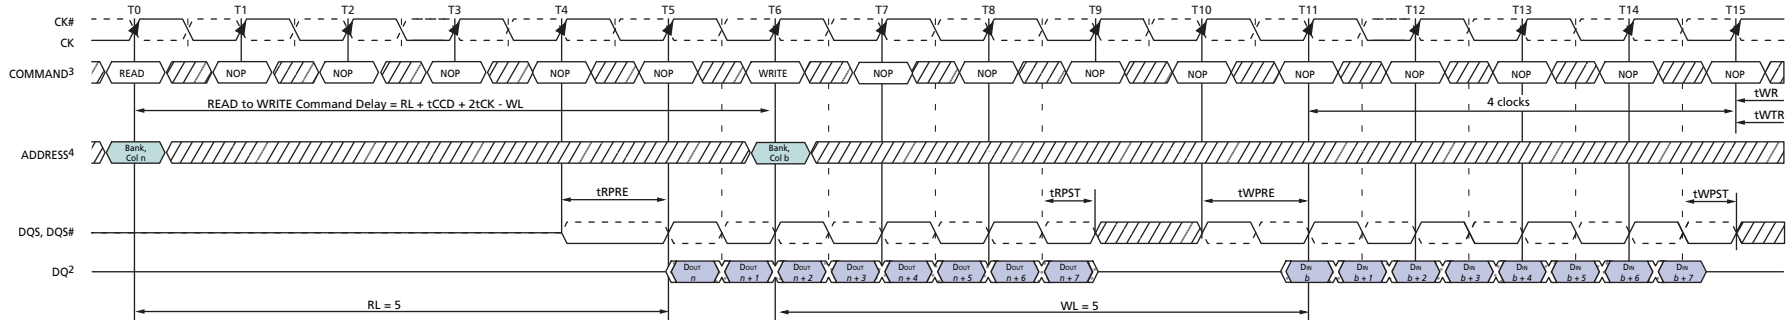 T0 T1 T2 T3 T4 T5 T6 T7 T8 T9 T10 T11 T12 T13 T14 T15
CK#
CK
COMMAND3 READ NOP NOP NOP NOP NOP WRITE NOP NOP NOP NOP NOP NOP NOP NOP NOP
tWR
READ to WRITE Command Delay = RL + tCCD + 2tCK - WL 4 clocks
tWTR
ADDRESS4 Bank, Col n Bank, Col b
tRPRE tRPST tWPRE tWPST
DQS, DQS#
DQ2 DOUT n DOUT n + 1 DOUT n + 2 DOUT n + 3 DOUT n + 4 DOUT n + 5 DOUT n + 6 DOUT n + 7 DIN b DIN b + 1 DIN b + 2 DIN b + 3 DIN b + 4 DIN b + 5 DIN b + 6 DIN b + 7
RL = 5 WL = 5